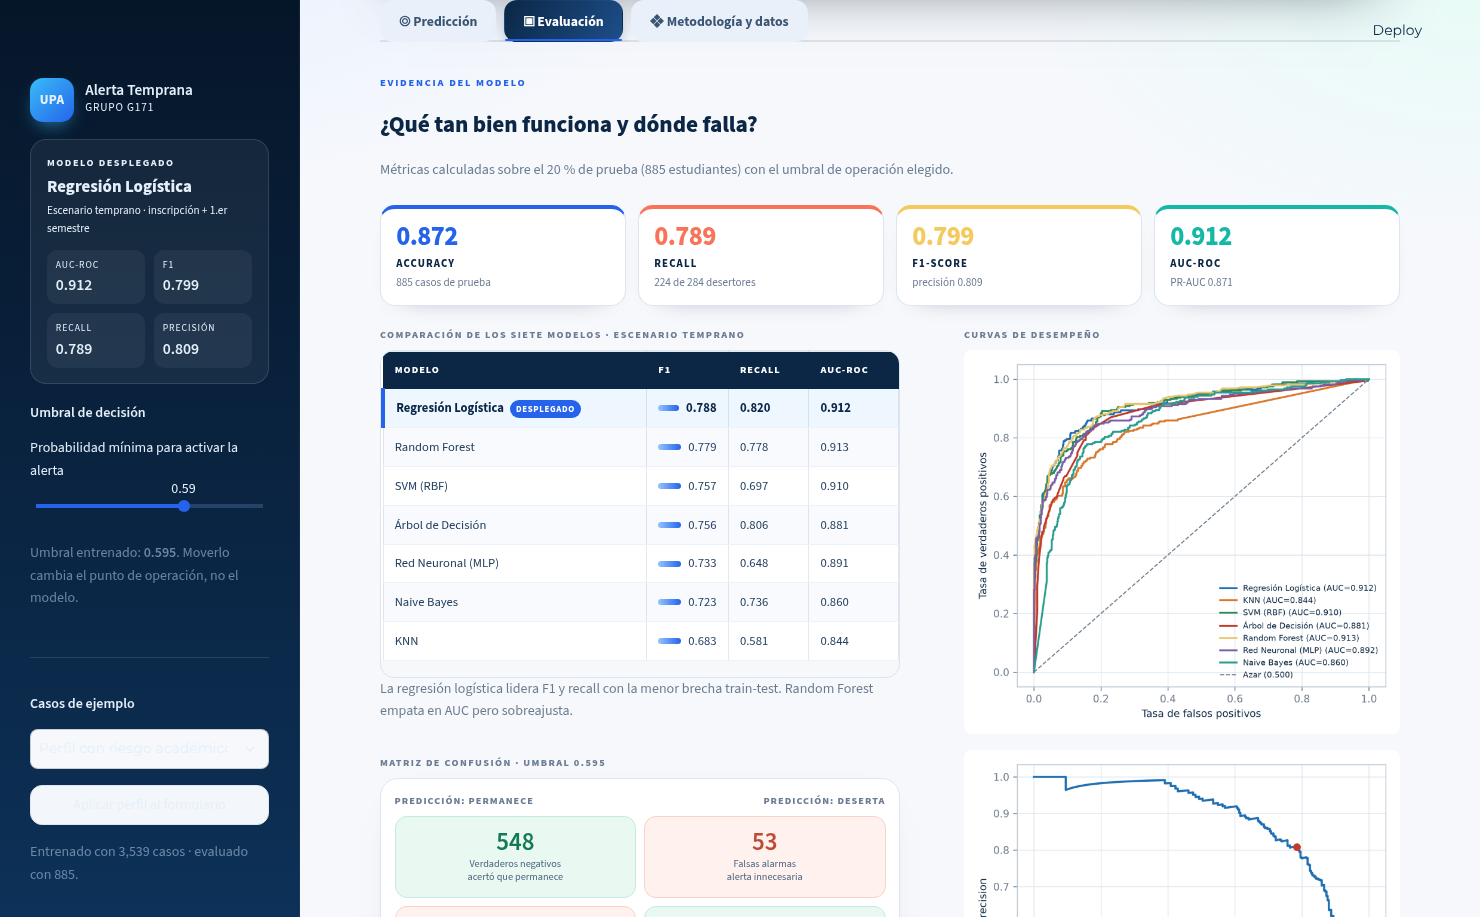 UPA
Alerta Temprana
GRUPO G171
MODELO DESPLEGADO
Regresión Logística
Escenario temprano · inscripción + 1.er
semestre
AUC-ROC
0.912
F1
0.799
RECALL
0.789
PRECISIÓN
0.809
Umbral de decisión
Probabilidad mínima para activar la
alerta
0.59
Umbral entrenado: 0.595. Moverlo
cambia el punto de operación, no el
modelo.
Casos de ejemplo
Perfil con riesgo académico
Aplicar perfil al formulario
Entrenado con 3,539 casos · evaluado
con 885.
◎ Predicción
▣ Evaluación
❖ Metodología y datos
Deploy
EVIDENCIA DEL MODELO
¿Qué tan bien funciona y dónde falla?
Métricas calculadas sobre el 20 % de prueba (885 estudiantes) con el umbral de operación elegido.
0.872
ACCURACY
885 casos de prueba
0.789
RECALL
224 de 284 desertores
0.799
F1-SCORE
precisión 0.809
0.912
AUC-ROC
PR-AUC 0.871
COMPARACIÓN DE LOS SIETE MODELOS · ESCENARIO TEMPRANO
MODELO F1 RECALL AUC-ROC
Regresión Logística DESPLEGADO 0.788 0.820 0.912
Random Forest 0.779 0.778 0.913
SVM (RBF) 0.757 0.697 0.910
Árbol de Decisión 0.756 0.806 0.881
Red Neuronal (MLP) 0.733 0.648 0.891
Naive Bayes 0.723 0.736 0.860
KNN 0.683 0.581 0.844
La regresión logística lidera F1 y recall con la menor brecha train-test. Random Forest
empata en AUC pero sobreajusta.
MATRIZ DE CONFUSIÓN · UMBRAL 0.595
PREDICCIÓN: PERMANECE
PREDICCIÓN: DESERTA
548
Verdaderos negativos
acertó que permanece
53
Falsas alarmas
alerta innecesaria
CURVAS DE DESEMPEÑO
1.0
0.8
0.6
0.4
0.2
0.0
Tasa de verdaderos positivos
Regresión Logística (AUC=0.912)
KNN (AUC=0.844)
SVM (RBF) (AUC=0.910)
Árbol de Decisión (AUC=0.881)
Random Forest (AUC=0.913)
Red Neuronal (MLP) (AUC=0.892)
Naive Bayes (AUC=0.860)
Azar (0.500)
0.0 0.2 0.4 0.6 0.8 1.0
Tasa de falsos positivos
1.0
0.9
0.8
0.7